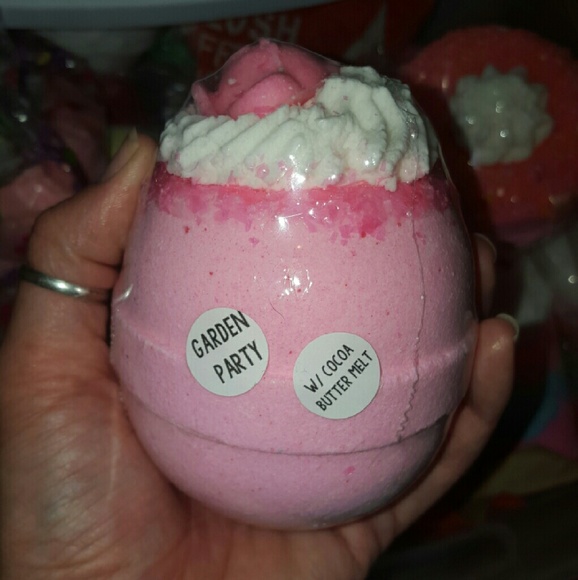 GARDEN
PARTY
W/ COCOA
BUTTER MELT